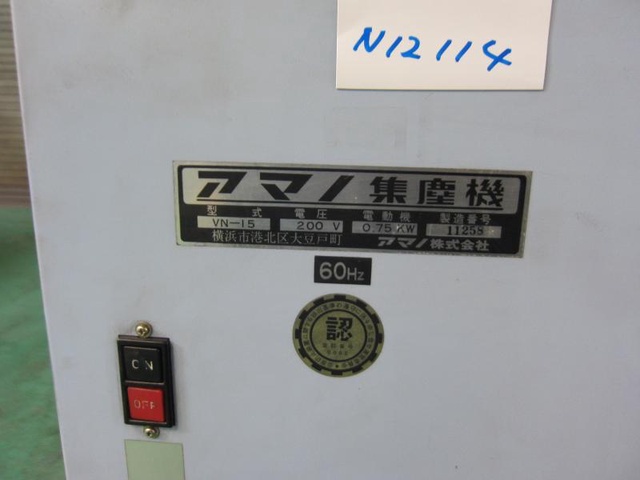 N12114
アマノ集塵機
型式 電圧 電動機 製造番号
VN-15 200 V 0.75 KW
横浜市港北区大豆戸町 アマノ株式会社
60Hz
認
ON
OFF